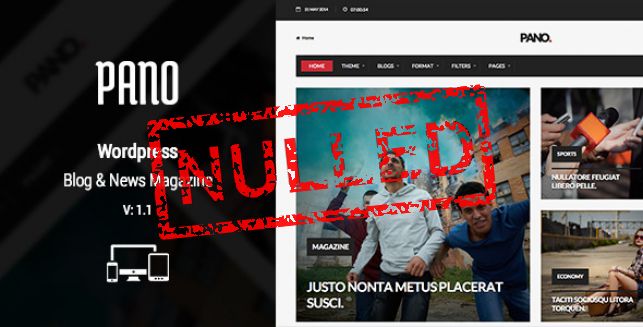 PANO
Wordpress
Blog & News Magazine
V: 1.1
NULLED
31 MAY 2014
07:00:54
Home
PANO.
HOME THEME BLOGS FORMAT FILTERS PAGES
MAGAZINE
JUSTO NONTA METUS PLACERAT
SUSCI.
SPORTS
NULLATORE FEUGIAT
LIBERO PELLE.
ECONOMY
TACITI SOCIOSQU LITORA
TORQUEN.